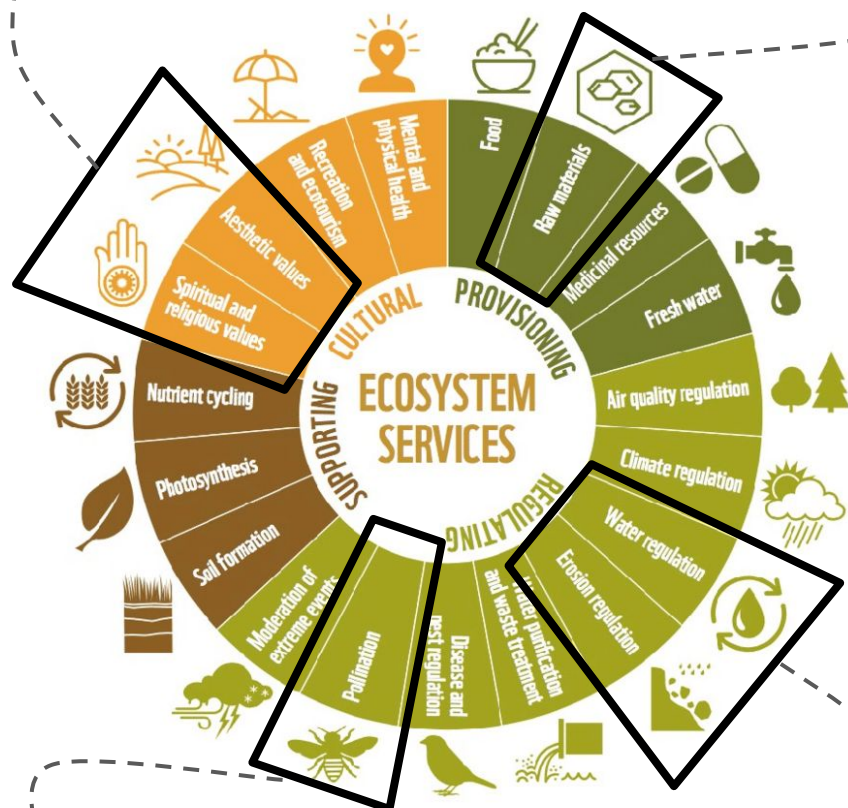 Mental and
physical health
Food
Recreation
and ecotourism
Raw materials
Aesthetic values
Medicinal resources
Spiritual and
religious values
Fresh water
CULTURAL
PROVISIONING
Nutrient cycling
Air quality regulation
ECOSYSTEM
SERVICES
SUPPORTING
Photosynthesis
Climate regulation
REGULATING
Water regulation
Soil formation
Erosion regulation
Moderation of
extreme events
Water purification
and waste treatment
Pollination
Disease and
pest regulation